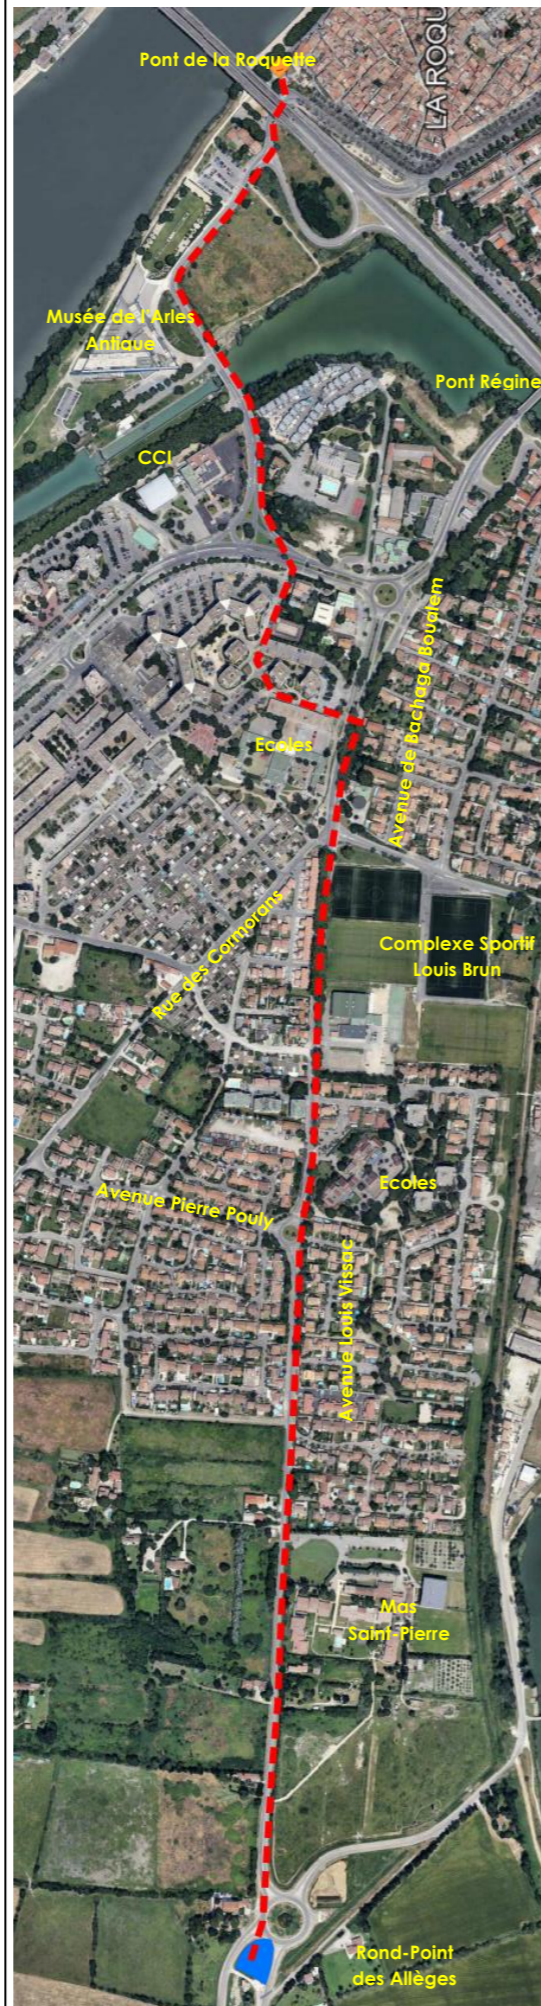 Pont de la Roquette
LA ROQU
Musée de l'Arles
Antique
Pont Régine
CCI
Avenue de Bachaga Boualem
Ecoles
Complexe Sportif
Louis Brun
Rue des Cormorans
Ecoles
Avenue Pierre Pouly
Avenue Louis Vissac
Mas
Saint-Pierre
Rond-Point
des Allèges